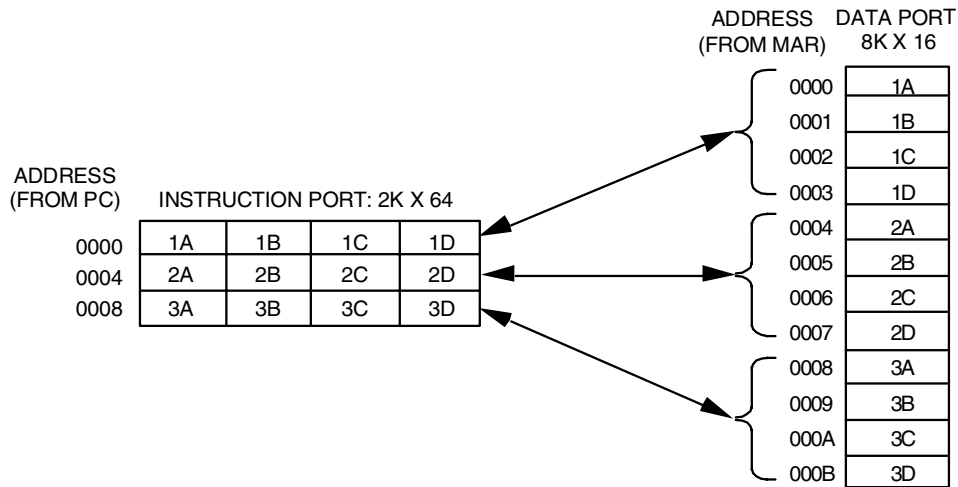 ADDRESS
(FROM MAR)
DATA PORT
8K X 16
0000 1A
0001 1B
0002 1C
0003 1D
0004 2A
0005 2B
0006 2C
0007 2D
0008 3A
0009 3B
000A 3C
000B 3D
ADDRESS
(FROM PC)
INSTRUCTION PORT: 2K X 64
0000 1A 1B 1C 1D
0004 2A 2B 2C 2D
0008 3A 3B 3C 3D